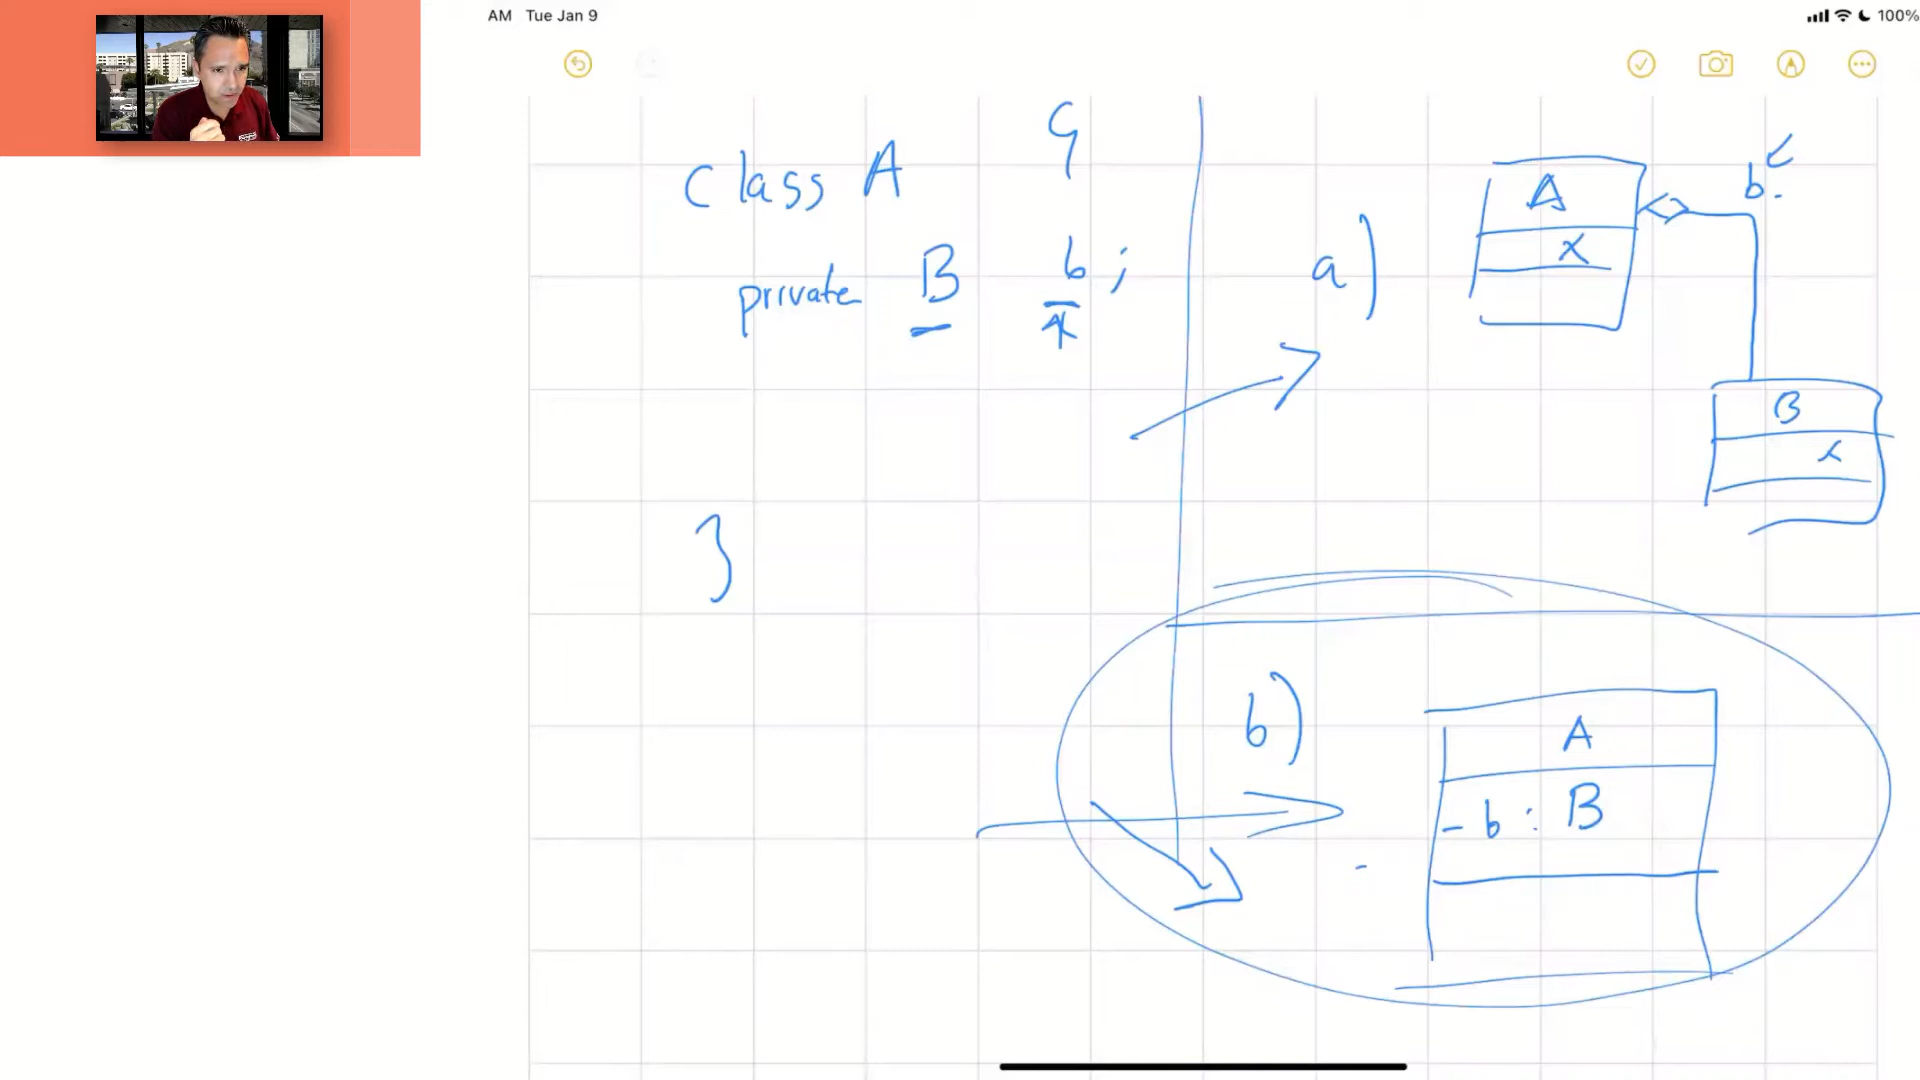 AM Tue Jan 9
100%
class A {
private B b;
}
a)
A
x
b.
B
x
b)
A
- b : B